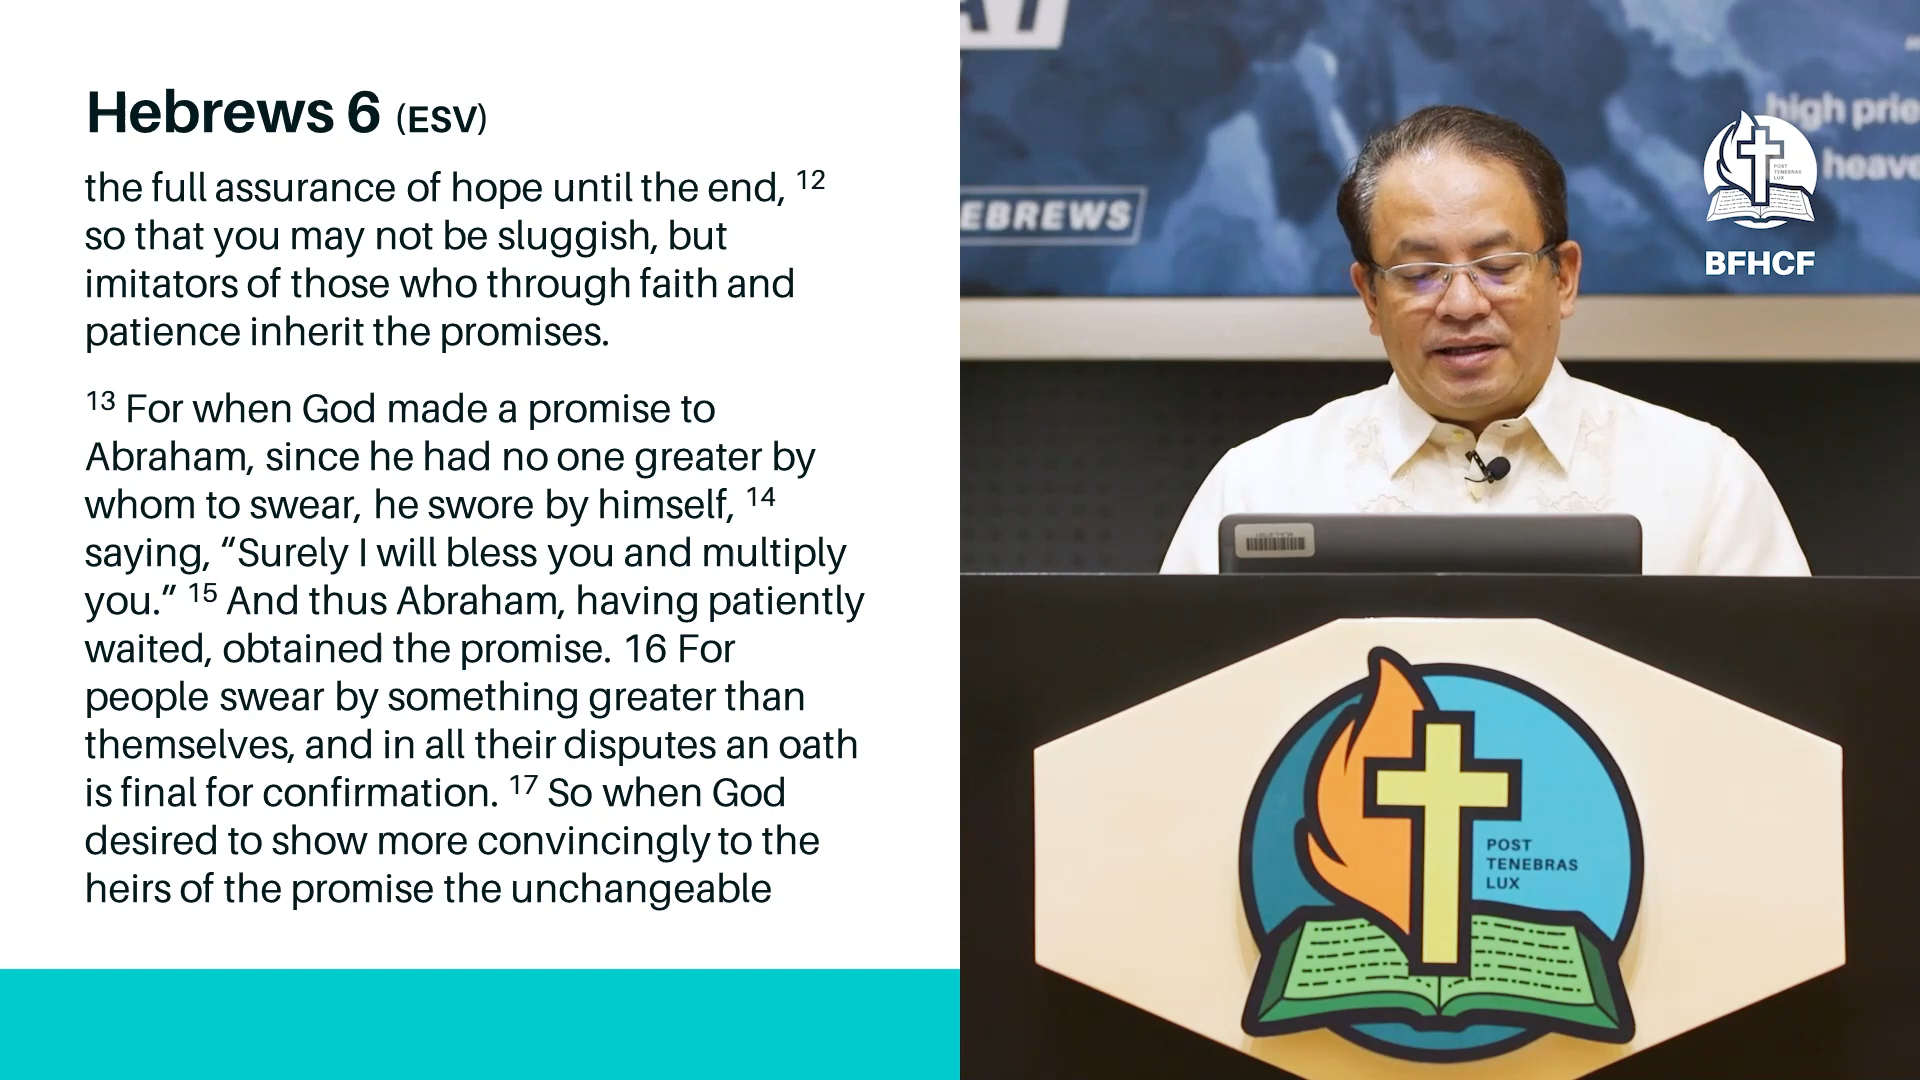 Hebrews 6 (ESV)
the full assurance of hope until the end, 12
so that you may not be sluggish, but
imitators of those who through faith and
patience inherit the promises.
13 For when God made a promise to
Abraham, since he had no one greater by
whom to swear, he swore by himself, 14
saying, “Surely I will bless you and multiply
you.” 15 And thus Abraham, having patiently
waited, obtained the promise. 16 For
people swear by something greater than
themselves, and in all their disputes an oath
is final for confirmation. 17 So when God
desired to show more convincingly to the
heirs of the promise the unchangeable
EBREWS
high prie
heave
POST
TENEBRAS
LUX
BFHCF
POST
TENEBRAS
LUX